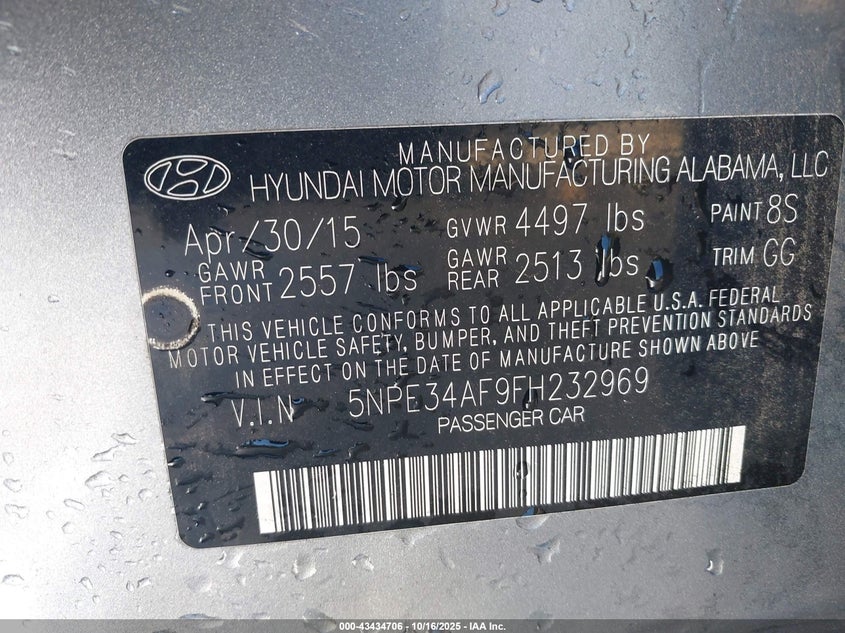 MANUFACTURED BY
HYUNDAI MOTOR MANUFACTURING ALABAMA, LLC
Apr/30/15 GVWR 4497 lbs PAINT 8S
GAWR FRONT 2557 lbs GAWR REAR 2513 lbs TRIM GG
THIS VEHICLE CONFORMS TO ALL APPLICABLE U.S.A. FEDERAL
MOTOR VEHICLE SAFETY, BUMPER, AND THEFT PREVENTION STANDARDS
IN EFFECT ON THE DATE OF MANUFACTURE SHOWN ABOVE
V.I.N 5NPE34AF9FH232969
PASSENGER CAR
000-43434706 - 10/16/2025 - IAA Inc.